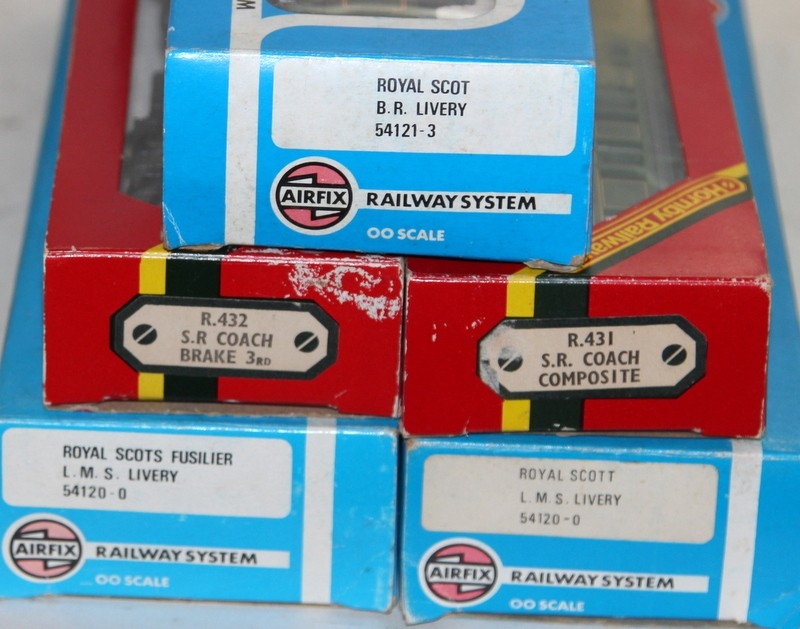 M
ROYAL SCOT
B.R. LIVERY
54121-3
AIRFIX
RAILWAY SYSTEM
OO SCALE
Hornby Railways
R.432
S.R COACH
BRAKE 3RD
R.431
S.R. COACH
COMPOSITE
ROYAL SCOTS FUSILIER
L.M.S. LIVERY
54120-0
AIRFIX
RAILWAY SYSTEM
OO SCALE
ROYAL SCOTT
L.M.S. LIVERY
54120-0
AIRFIX
RAILWAY SYSTEM
OO SCALE